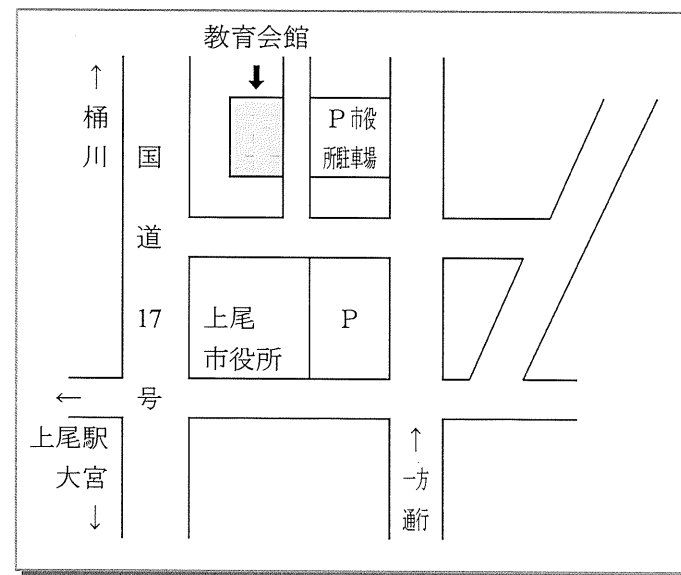 教育会館
↑
桶
川
国
道
17
号
P 市役
所駐車場
上尾
市役所
P
←
上尾駅
大宮
↓
↑
一方
通行